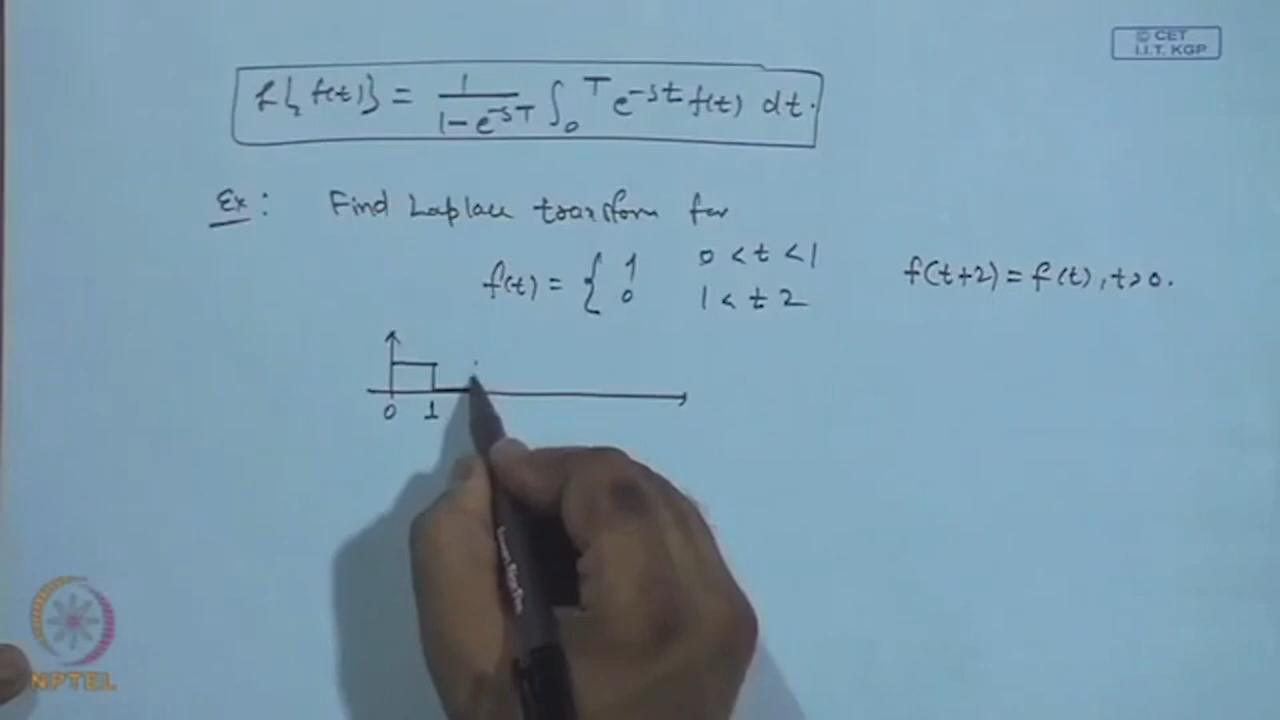 © CET
I.I.T. KGP
L{f(t)} = 1/(1-e^-sT) ∫_0^T e^-st f(t) dt.
Ex: Find Laplace transform for
f(t) = { 1 0 < t < 1 f(t+2) = f(t), t>0.
0 1 < t 2
0 1
NPTEL